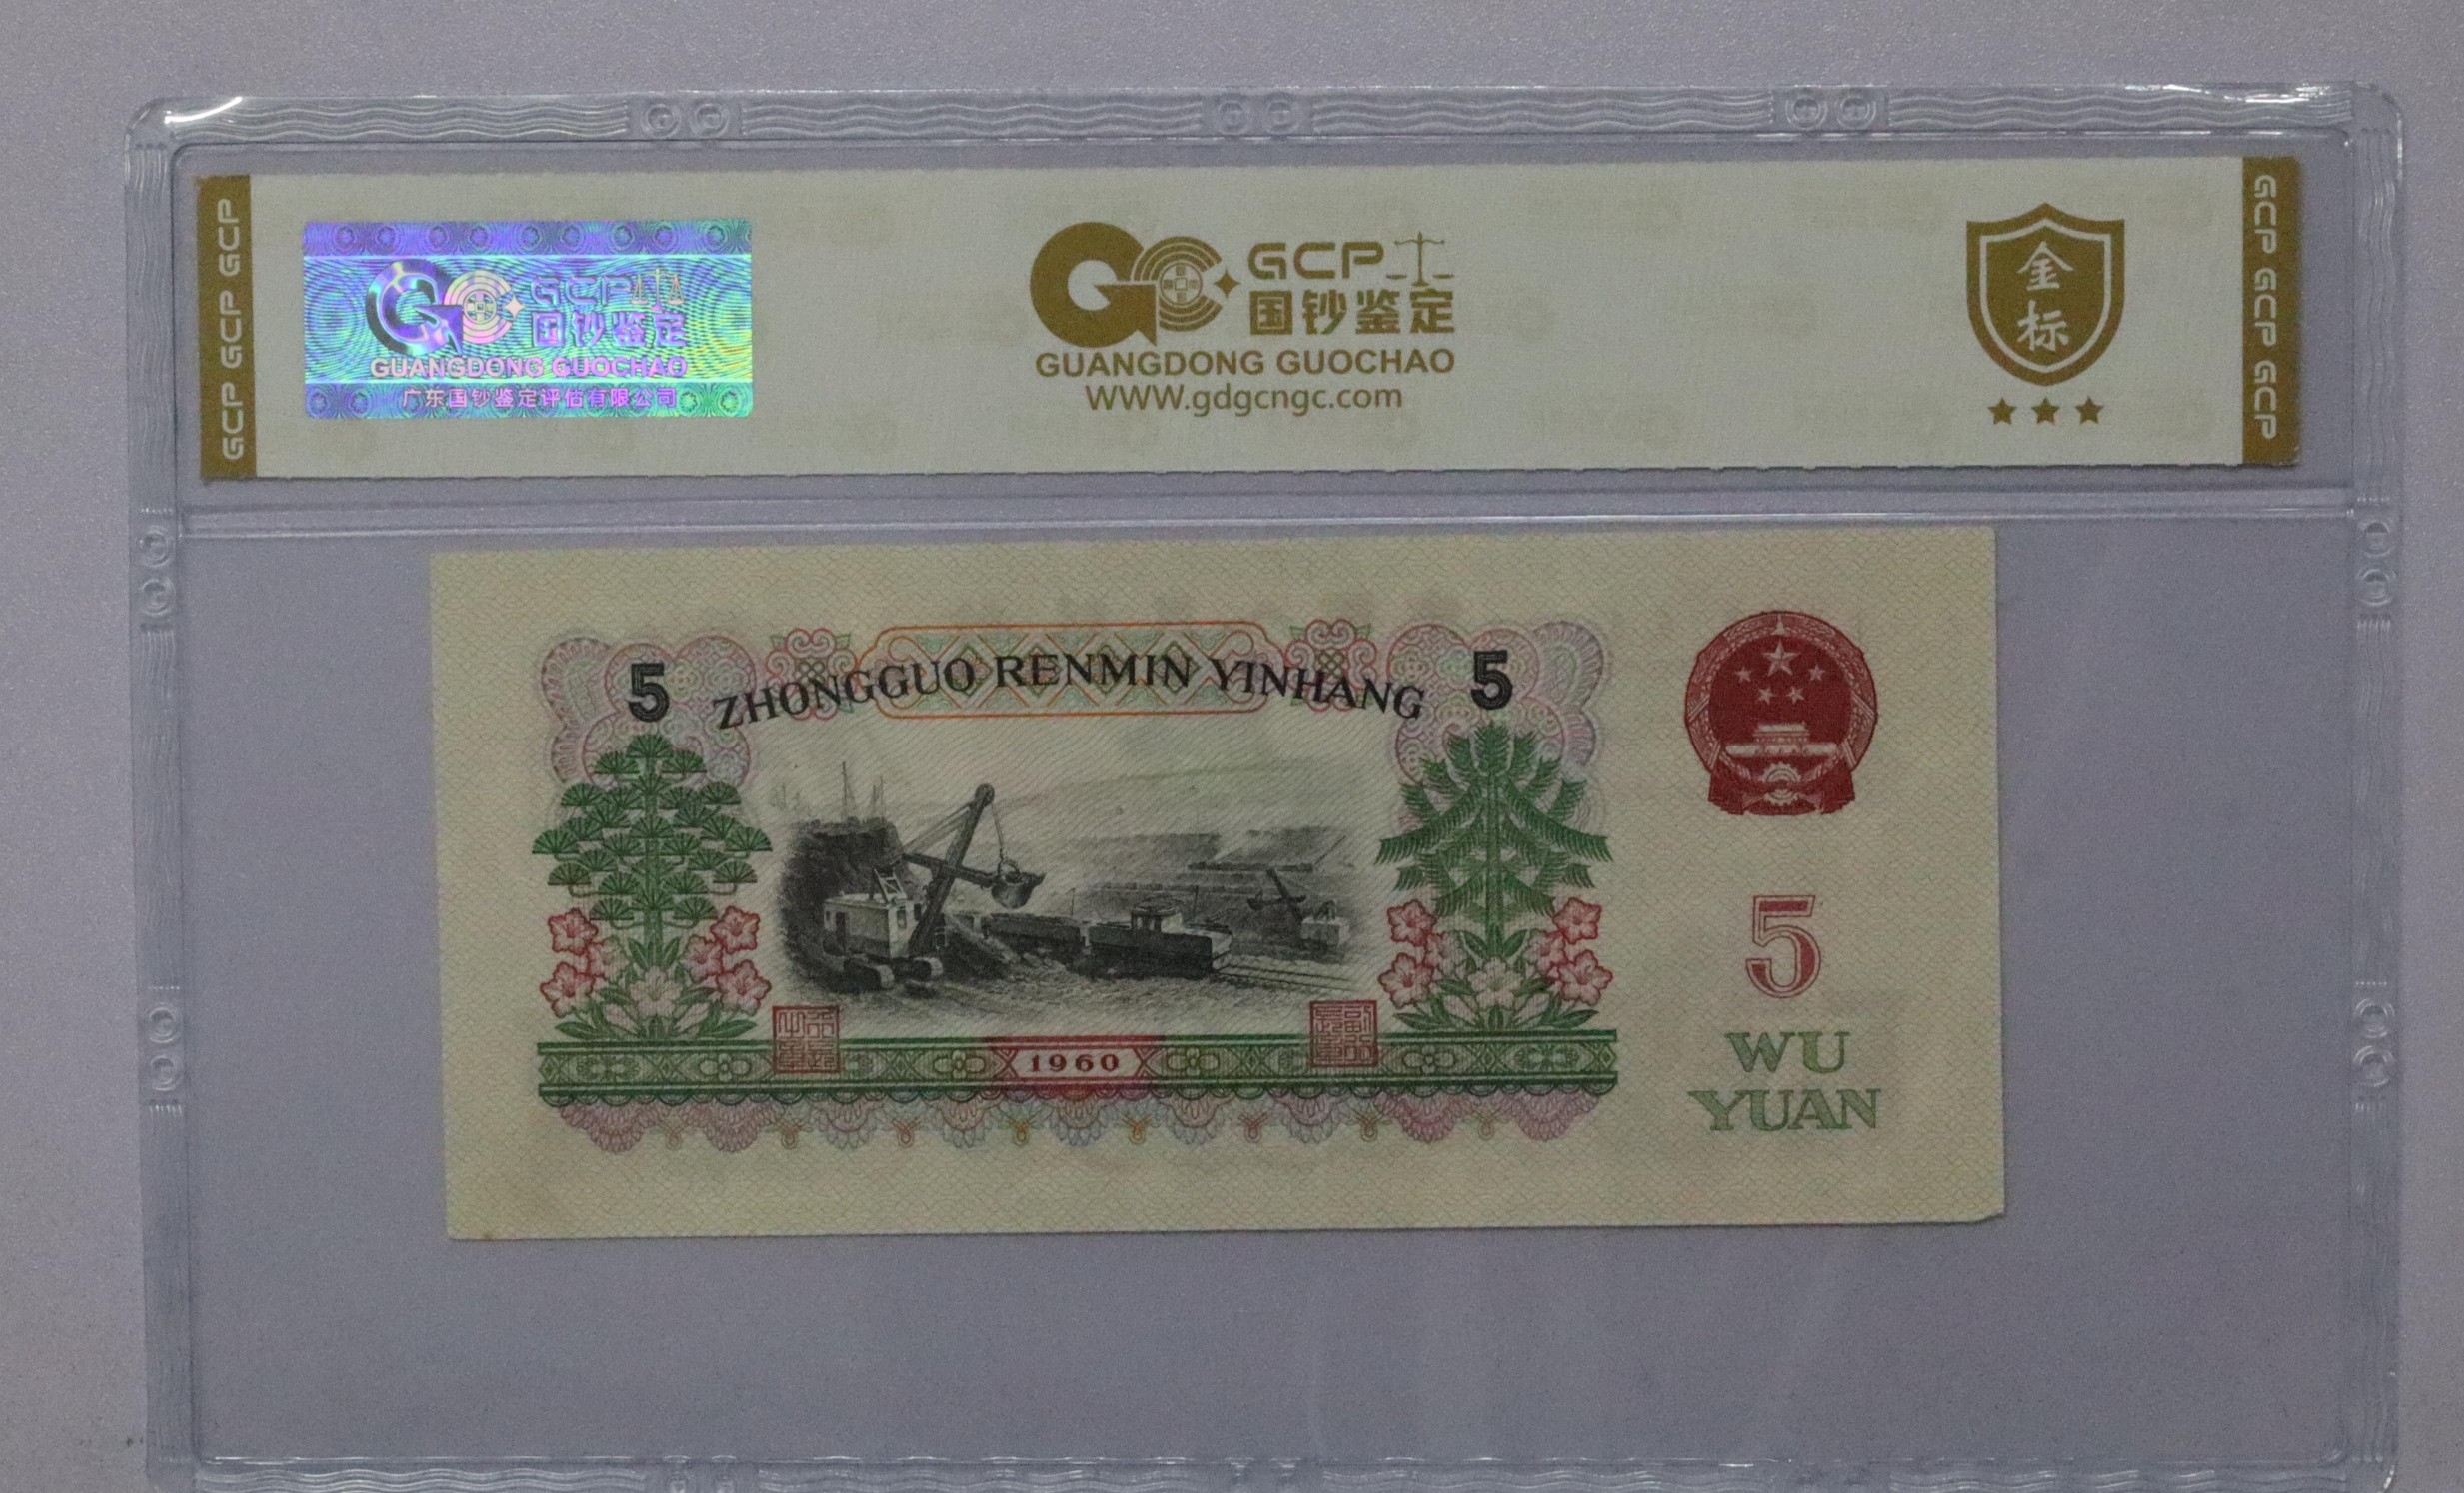 GCP GCP GCP
GCP
国钞鉴定
GUANGDONG GUOCHAO
广东国钞鉴定评估有限公司
GCP
国钞鉴定
GUANGDONG GUOCHAO
WWW.gdgcngc.com
金
标
GCP GCP GCP
5 ZHONGGUO RENMIN YINHANG 5
1960
5
WU
YUAN